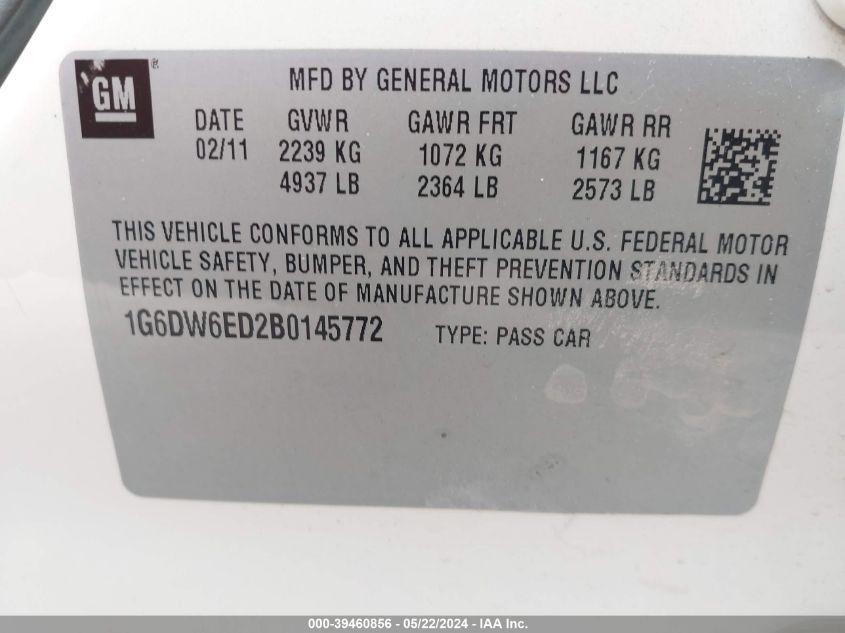 GM ®
MFD BY GENERAL MOTORS LLC
DATE GVWR GAWR FRT GAWR RR
02/11 2239 KG 1072 KG 1167 KG
4937 LB 2364 LB 2573 LB
THIS VEHICLE CONFORMS TO ALL APPLICABLE U.S. FEDERAL MOTOR
VEHICLE SAFETY, BUMPER, AND THEFT PREVENTION STANDARDS IN
EFFECT ON THE DATE OF MANUFACTURE SHOWN ABOVE.
1G6DW6ED2B0145772 TYPE: PASS CAR
000-39460856 - 05/22/2024 - IAA Inc.